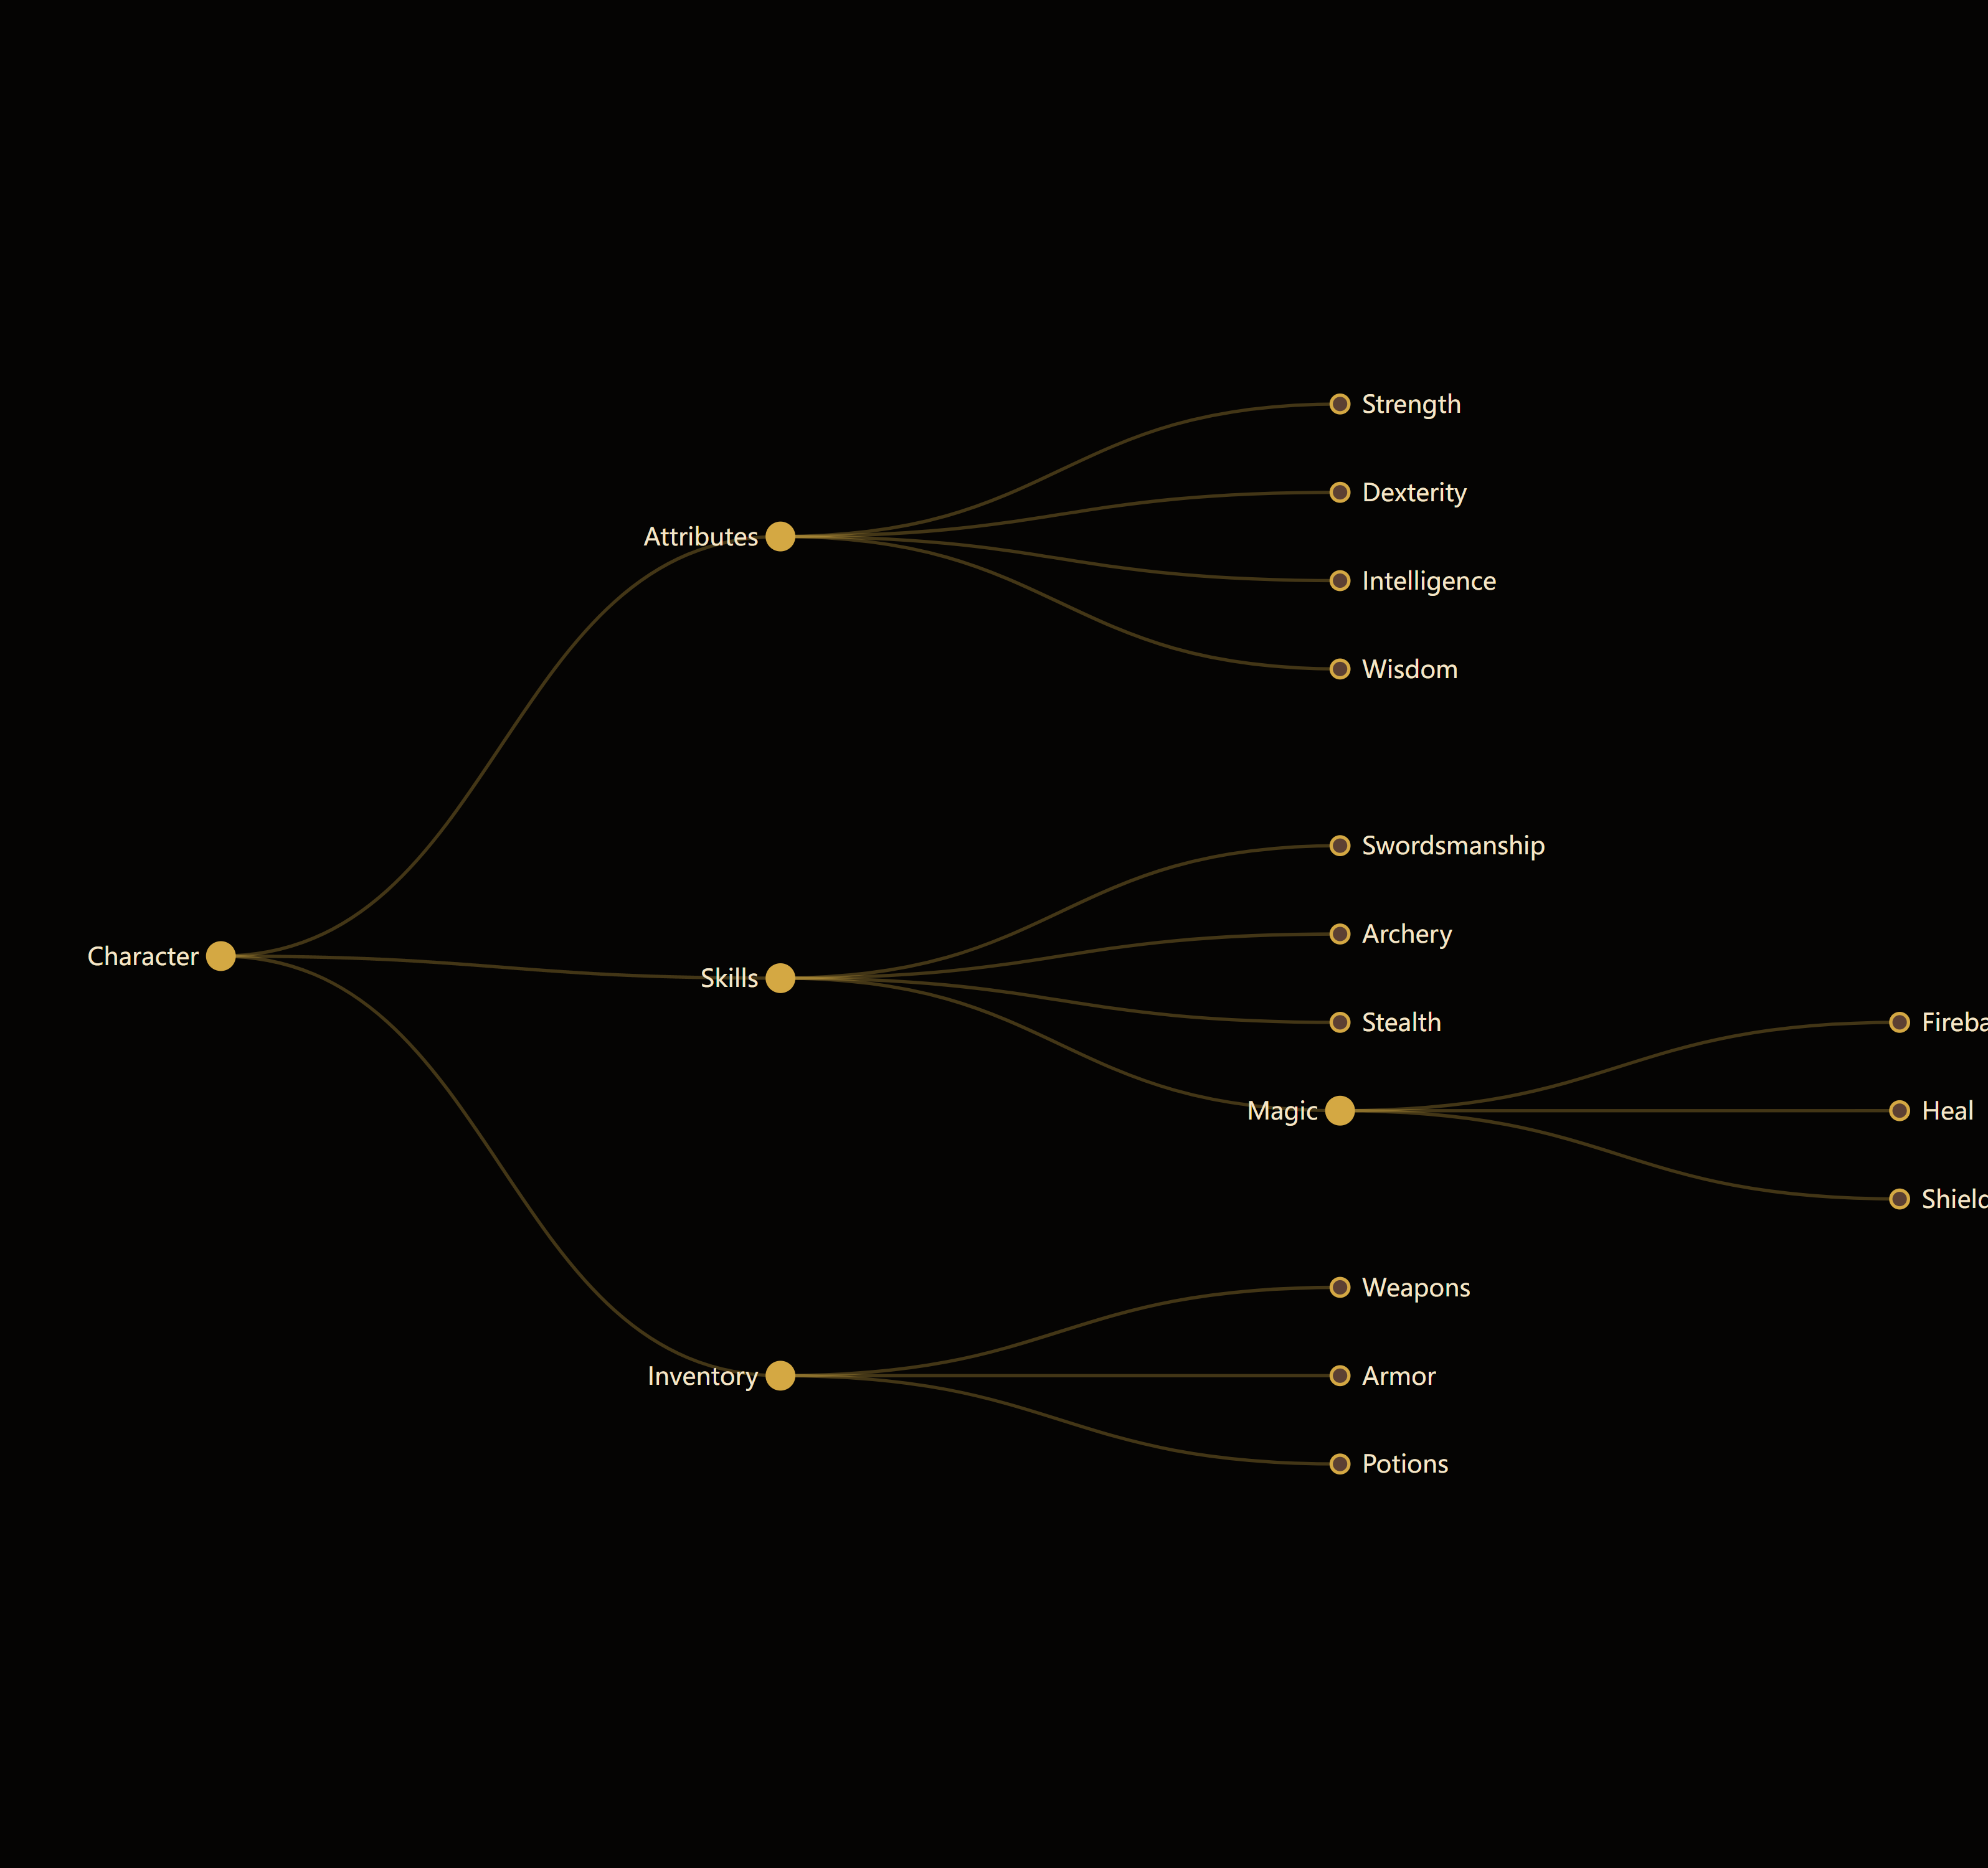 Character
Attributes
Strength
Dexterity
Intelligence
Wisdom
Skills
Swordsmanship
Archery
Stealth
Magic
Heal
Inventory
Weapons
Armor
Potions